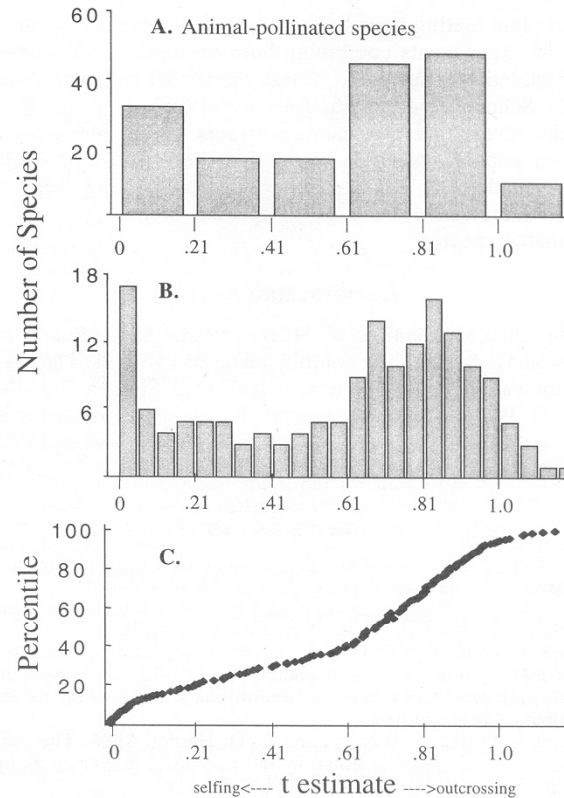 60
A. Animal-pollinated species
40
20
0 .21 .41 .61 .81 1.0
Number of Species
18
B.
12
6
0 .21 .41 .61 .81 1.0
100
C.
80
60
40
20
Percentile
0 .21 .41 .61 .81 1.0
selfing<---- t estimate ---->outcrossing